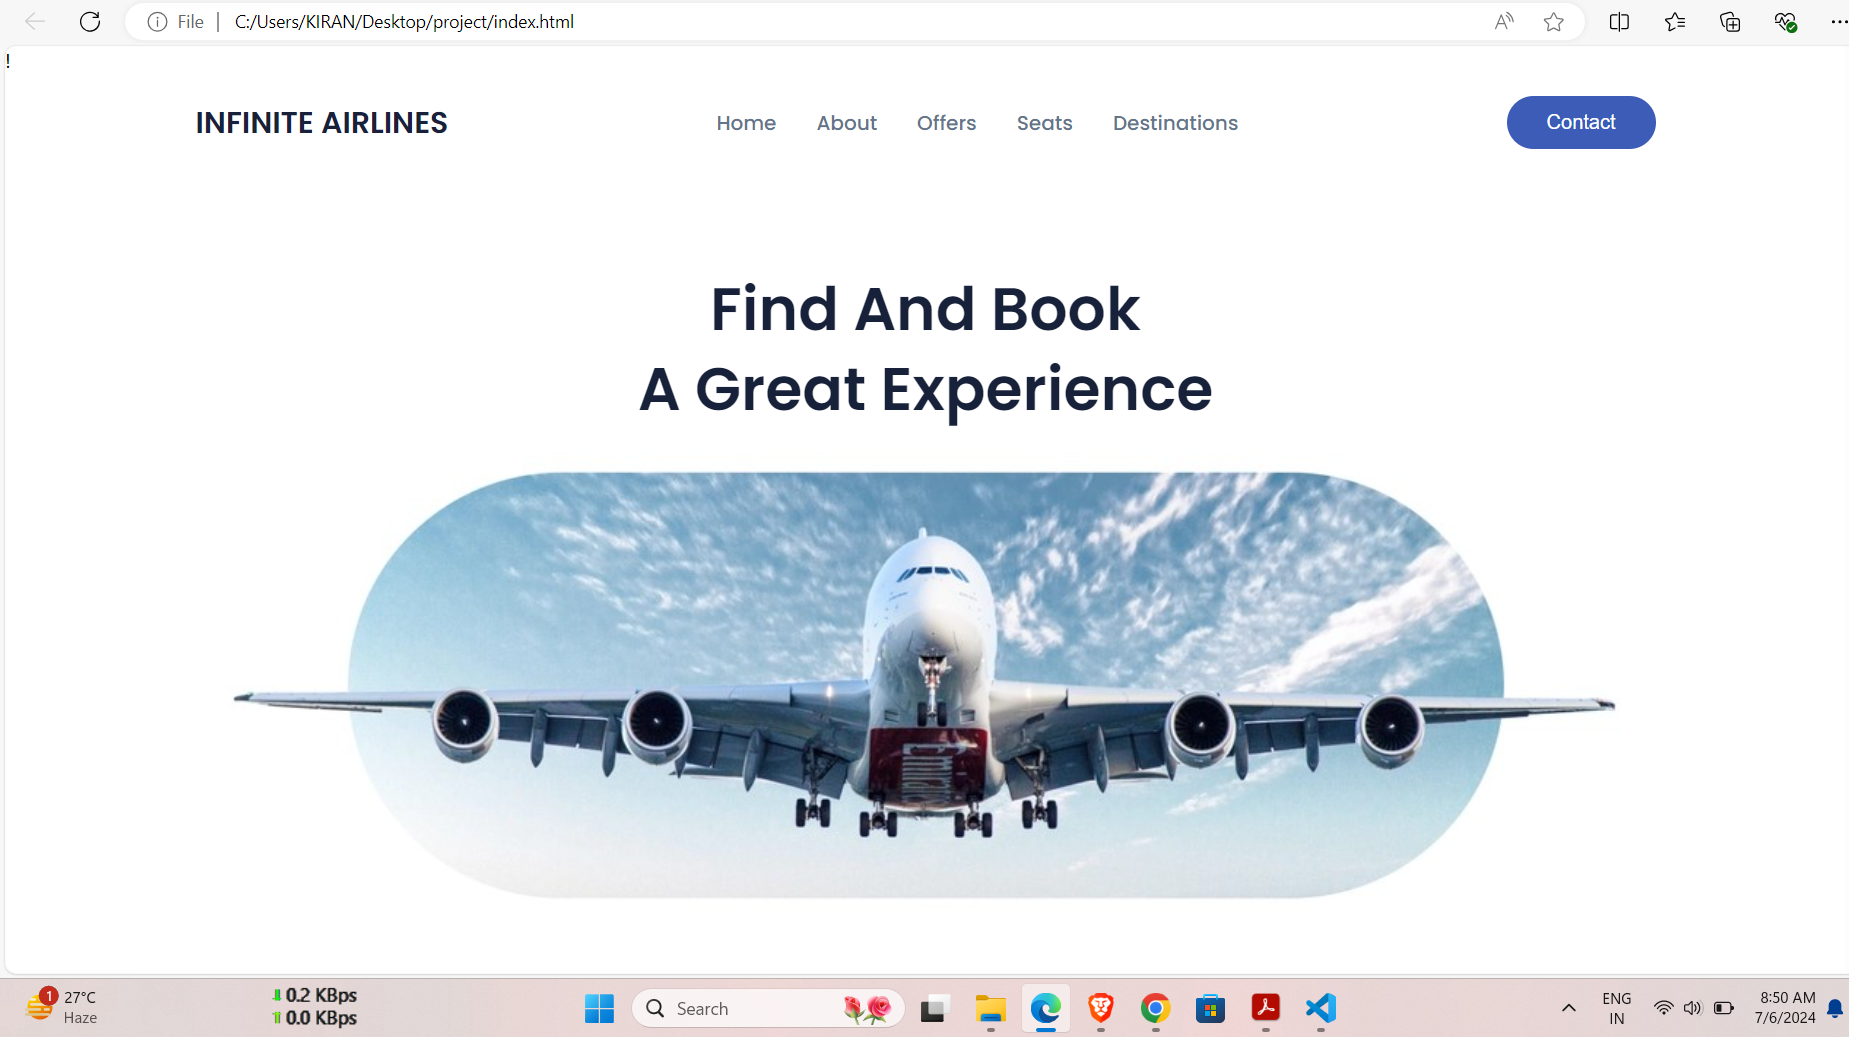 File | C:/Users/KIRAN/Desktop/project/index.html
!
INFINITE AIRLINES
Home About Offers Seats Destinations
Contact
Find And Book
A Great Experience
1
27°C
Haze
0.2 KBps
0.0 KBps
Search
ENG
IN
8:50 AM
7/6/2024